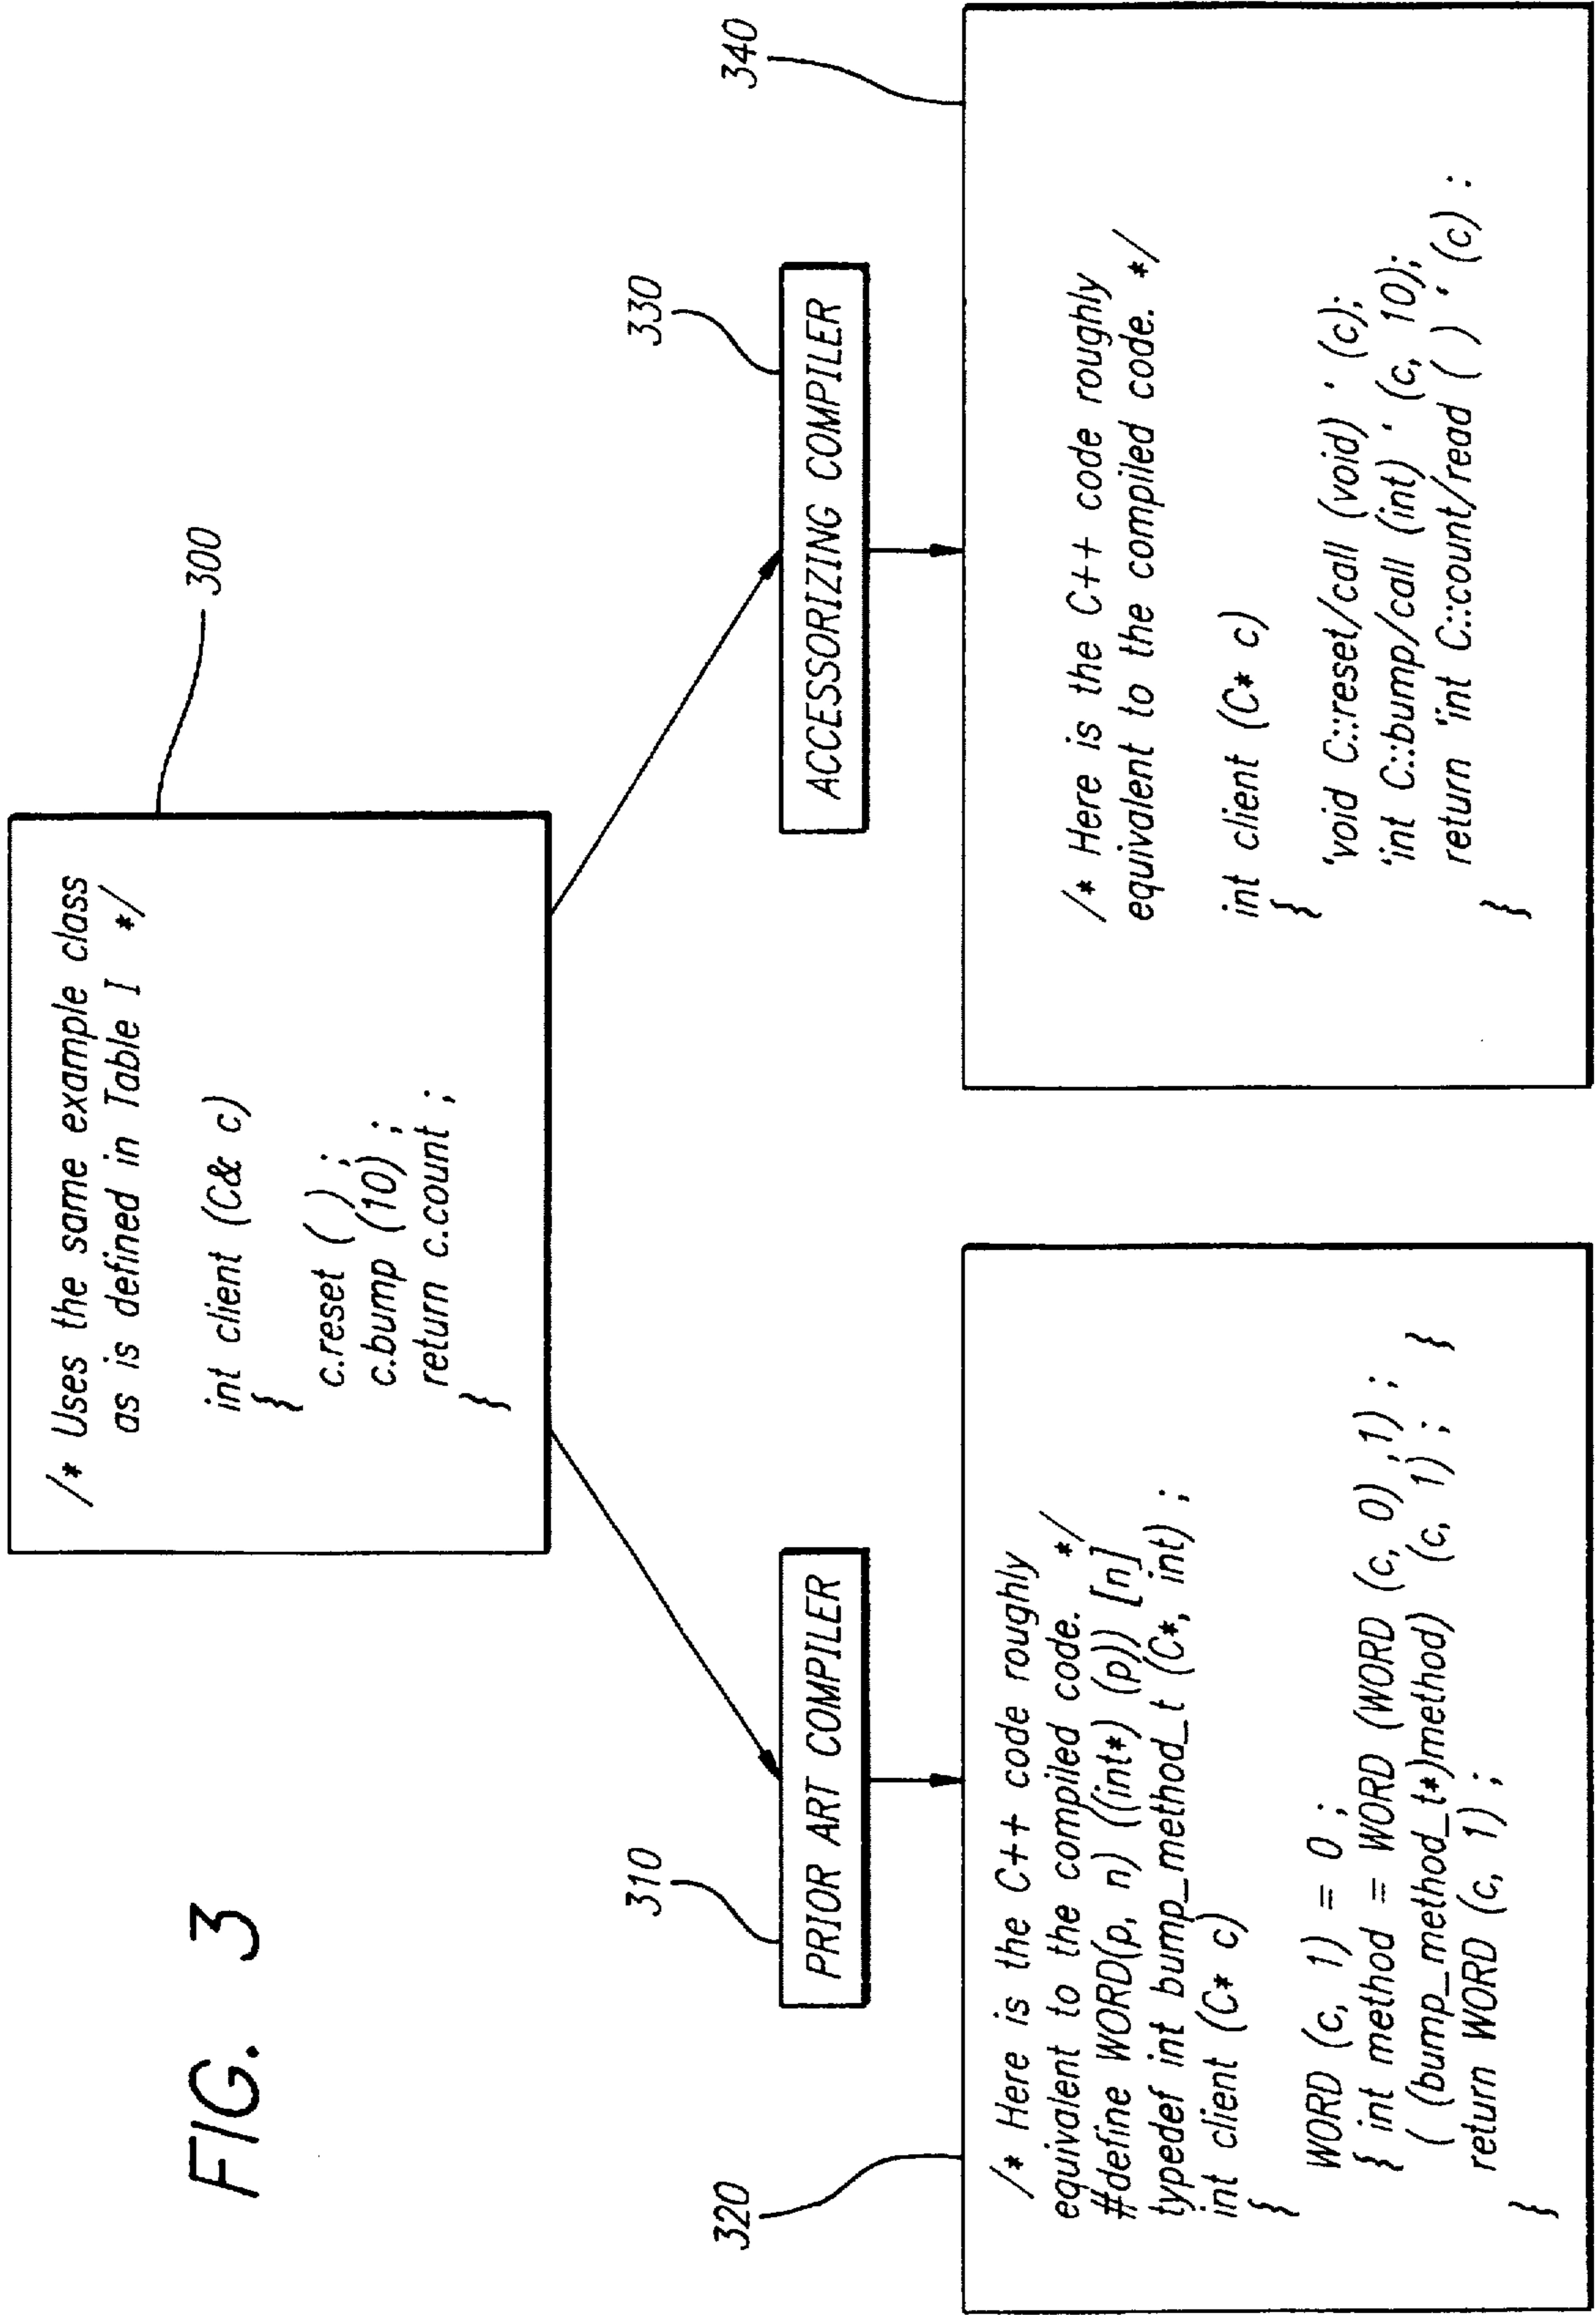 FIG. 3
300
/* Uses the same example class
as is defined in Table I */
int client (C& c)
{
c.reset ( ) ;
c.bump (10) ;
return c.count ;
}
310
PRIOR ART COMPILER
330
ACCESSORIZING COMPILER
320
/* Here is the C++ code roughly
equivalent to the compiled code. */
#define WORD(p, n) ((int*) (p)) [n]
typedef int bump_method_t (C*, int) ;
int client (C* c)
{
WORD (c, 1) = 0 ;
{ int method = WORD (WORD (c, 0) ,1) ;
( (bump_method_t*)method) (c, 1) ; }
return WORD (c, 1) ;
}
340
/* Here is the C++ code roughly
equivalent to the compiled code. */
int client (C* c)
{
'void C::reset/call (void) ' (c);
'int C::bump/call (int) ' (c, 10);
return 'int C::count/read ( ) ' (c) :
}